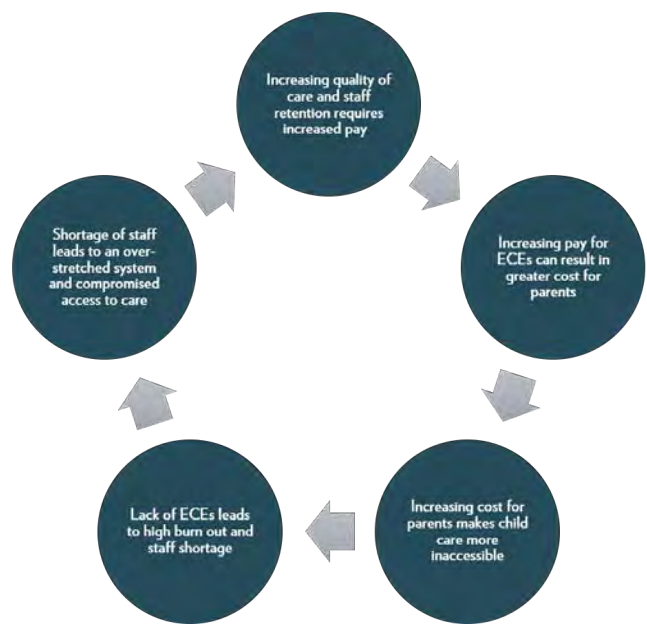 Increasing quality of
care and staff
retention requires
increased pay
Increasing pay for
ECEs can result in
greater cost for
parents
Increasing cost for
parents makes child
care more
inaccessible
Lack of ECEs leads
to high burn out and
staff shortage
Shortage of staff
leads to an over-
stretched system
and compromised
access to care